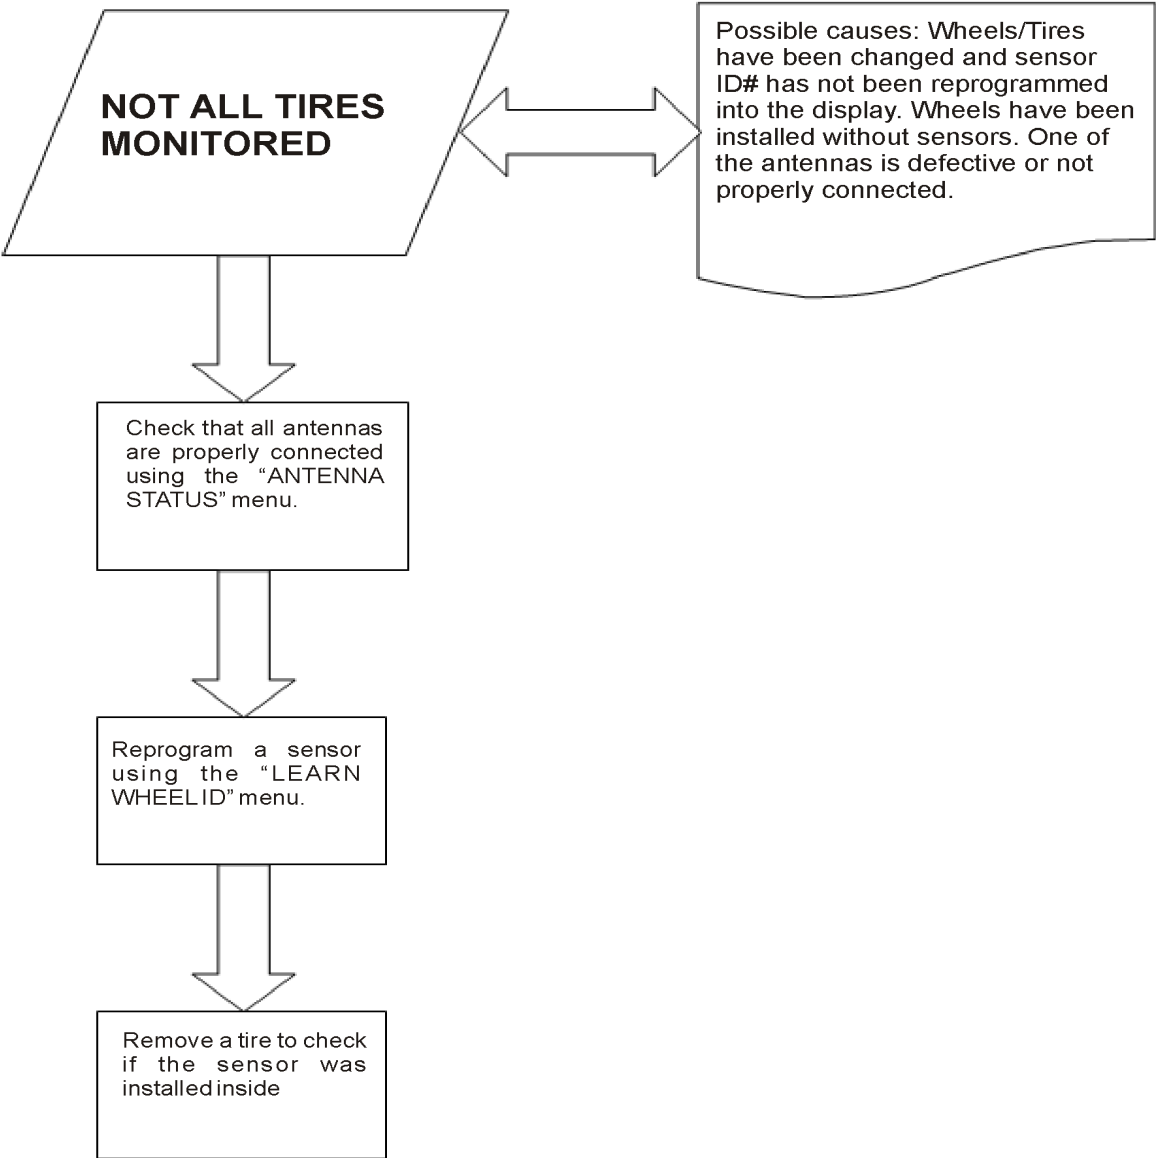 NOT ALL TIRES
MONITORED
Possible causes: Wheels/Tires
have been changed and sensor
ID# has not been reprogrammed
into the display. Wheels have been
installed without sensors. One of
the antennas is defective or not
properly connected.
Check that all antennas
are properly connected
using the “ANTENNA
STATUS” menu.
Reprogram a sensor
using the “LEARN
WHEEL ID” menu.
Remove a tire to check
if the sensor was
installed inside